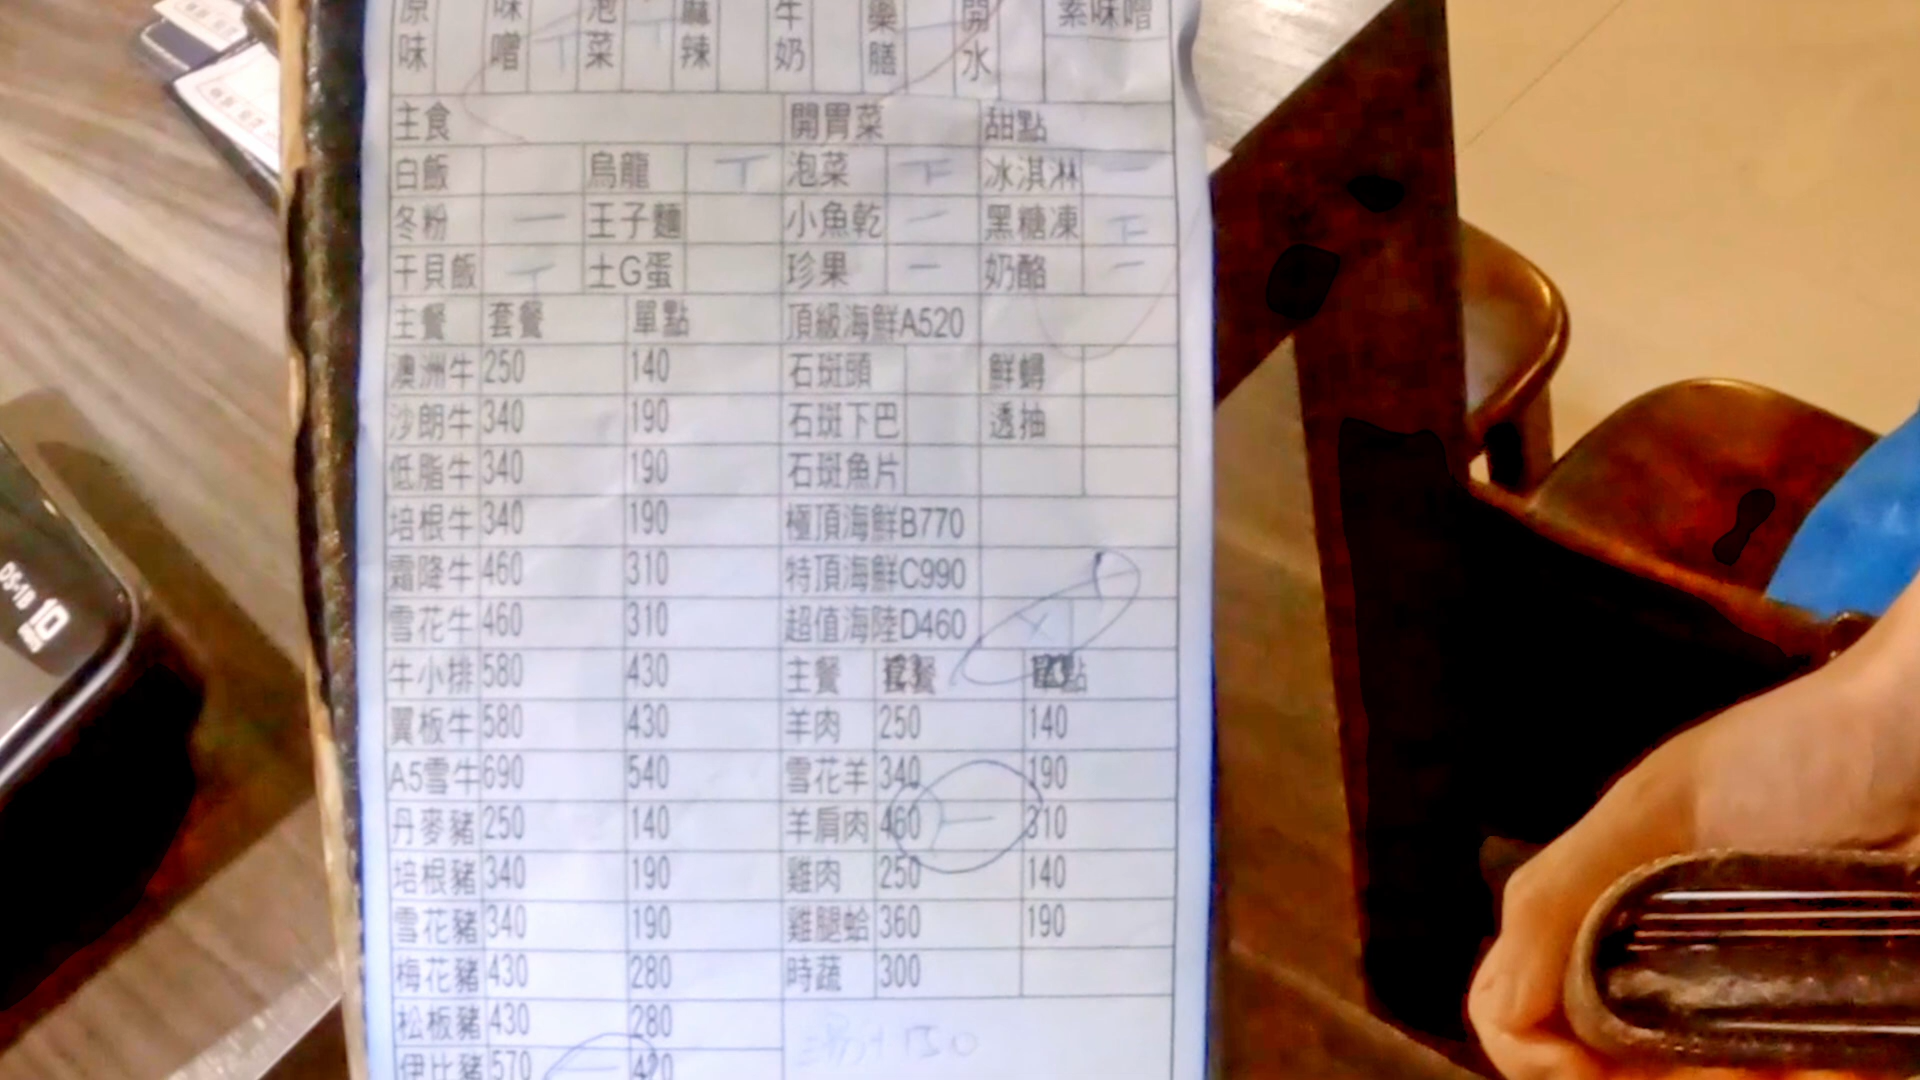 原味 味噌 泡菜 麻辣 牛奶 藥膳 開水 素味噌
主食 開胃菜 甜點
白飯 烏龍 泡菜 冰淇淋
冬粉 王子麵 小魚乾 黑糖凍
干貝飯 土G蛋 珍果 奶酪
主餐 套餐 單點 頂級海鮮A520
澳洲牛 250 140 石斑頭 鮮蟳
沙朗牛 340 190 石斑下巴 透抽
低脂牛 340 190 石斑魚片
培根牛 340 190 極頂海鮮B770
霜降牛 460 310 特頂海鮮C990
雪花牛 460 310 超值海陸D460
牛小排 580 430 主餐 套餐 單點
翼板牛 580 430 羊肉 250 140
A5雪牛 690 540 雪花羊 340 190
丹麥豬 250 140 羊肩肉 460 310
培根豬 340 190 雞肉 250 140
雪花豬 340 190 雞腿蛤 360 190
梅花豬 430 280 時蔬 300
松板豬 430 280
伊比豬 570 420
DS-1B
10